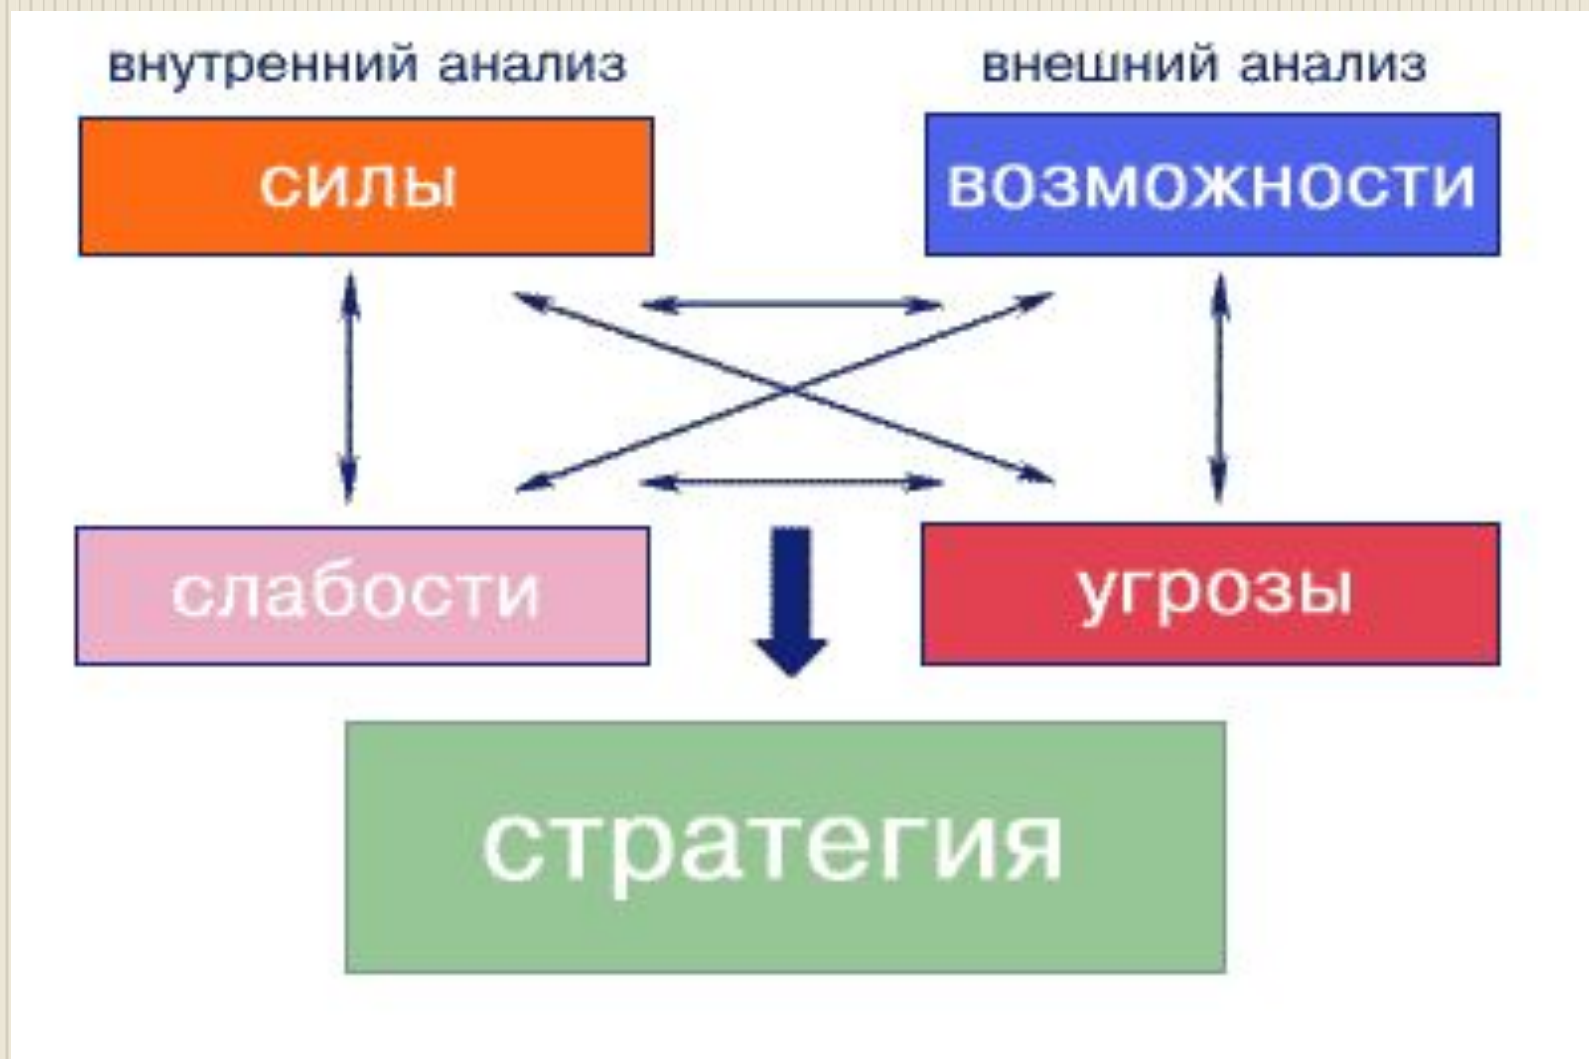 внутренний анализ
внешний анализ
силы
возможности
слабости
угрозы
стратегия